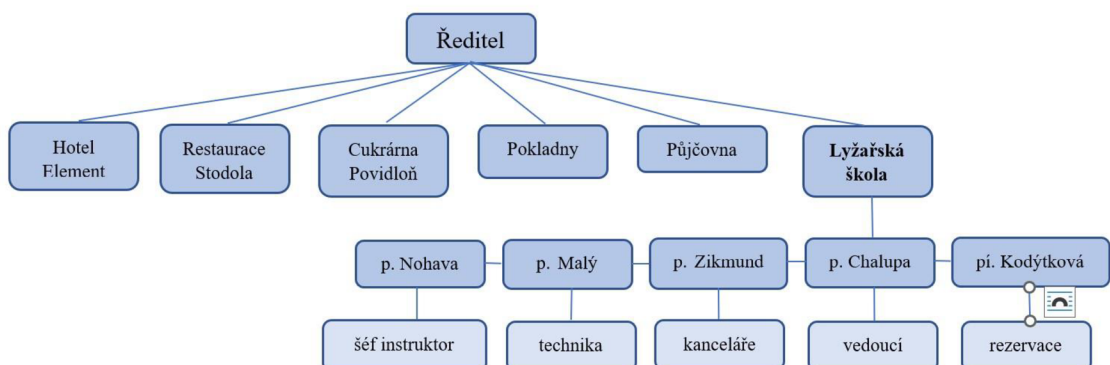 Ředitel
Hotel
Element
Restaurace
Stodola
Cukrárna
Povidloň
Pokladny
Půjčovna
Lyžařská
škola
p. Nohava
p. Malý
p. Zikmund
p. Chalupa
pí. Kodýtková
šéf instruktor
technika
kanceláře
vedoucí
rezervace